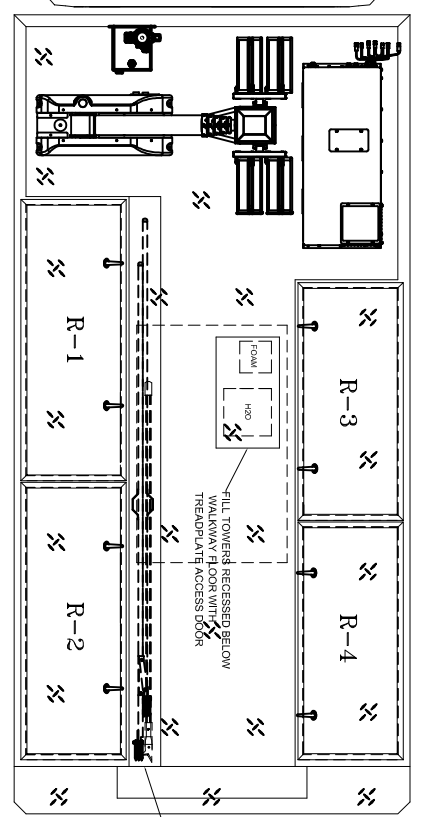 R-1
R-3
FOAM
H2O
FILL TOWERS RECESSED BELOW
WALKWAY FLOOR WITH
TREADPLATE ACCESS DOOR
R-2
R-4